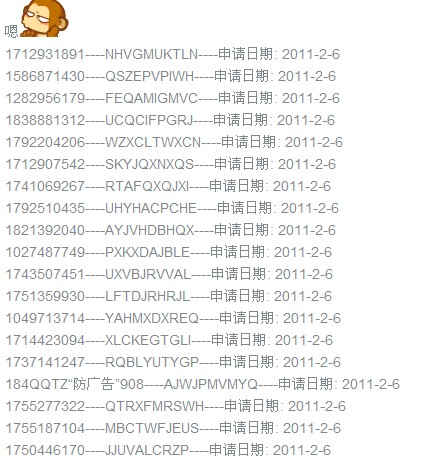 嗯
1712931891----NHVGMUKTLN----申请日期: 2011-2-6
1586871430----QSZEPVPIWH----申请日期: 2011-2-6
1282956179----FEQAMIGMVC----申请日期: 2011-2-6
1838881312----UCQCIFPGRJ----申请日期: 2011-2-6
1792204206----WZXCLTWXCN----申请日期: 2011-2-6
1712907542----SKYJQXNXQS----申请日期: 2011-2-6
1741069267----RTAFQXQJXI----申请日期: 2011-2-6
1792510435----UHYHACPCHE----申请日期: 2011-2-6
1821392040----AYJVHDBHQX----申请日期: 2011-2-6
1027487749----PXKXDAJBLE----申请日期: 2011-2-6
1743507451----UXVBJRVVAL----申请日期: 2011-2-6
1751359930----LFTDJRHRJL----申请日期: 2011-2-6
1049713714----YAHMXDXREQ----申请日期: 2011-2-6
1714423094----XLCKEGTGLI----申请日期: 2011-2-6
1737141247----RQBLYUTYGP----申请日期: 2011-2-6
184QQTZ“防广告”908----AJWJPMVMYQ----申请日期: 2011-2-6
1755277322----QTRXFMRSWH----申请日期: 2011-2-6
1755187104----MBCTWFJEUS----申请日期: 2011-2-6
1750446170----JJUVALCRZP----申请日期: 2011-2-6